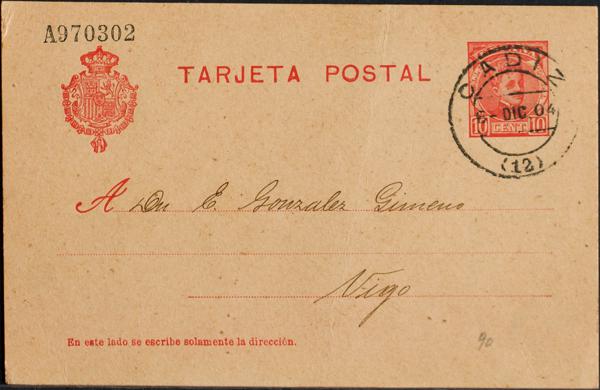 A970302
TARJETA POSTAL
CADIZ
DIC 04
(12)
10 CENTS 10
A Dn E. Gonzalez Gimeno
Vigo
En este lado se escribe solamente la dirección.
90